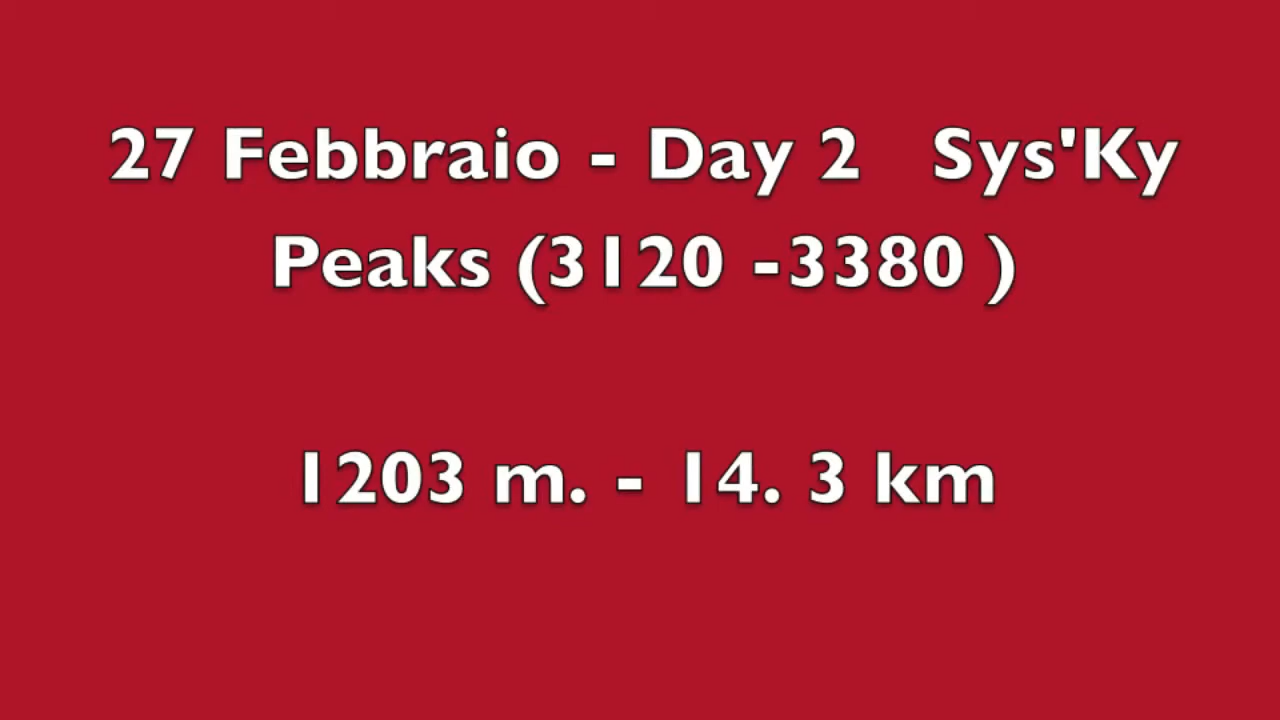 27 Febbraio - Day 2   Sys'Ky
Peaks (3120 -3380 )
1203 m. - 14. 3 km